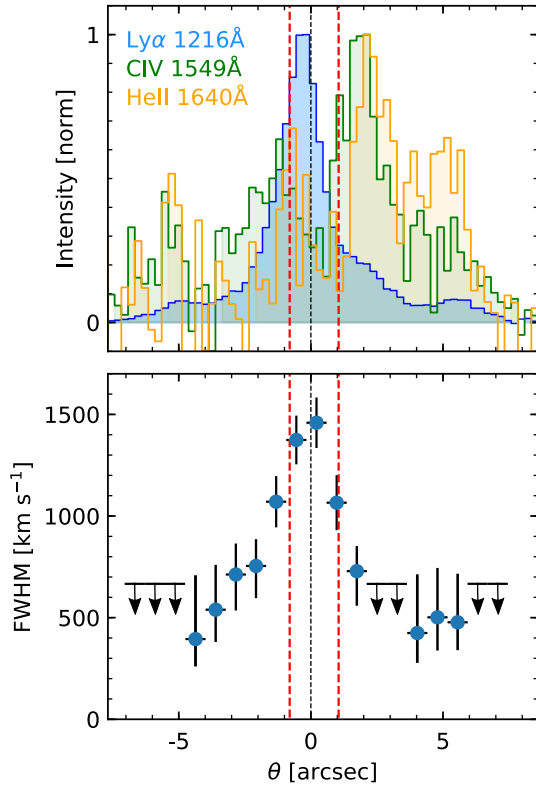 Lyα 1216Å
CIV 1549Å
HeII 1640Å
Intensity [norm]
1
0
FWHM [km s⁻¹]
1500
1000
500
0
-5 0 5
θ [arcsec]